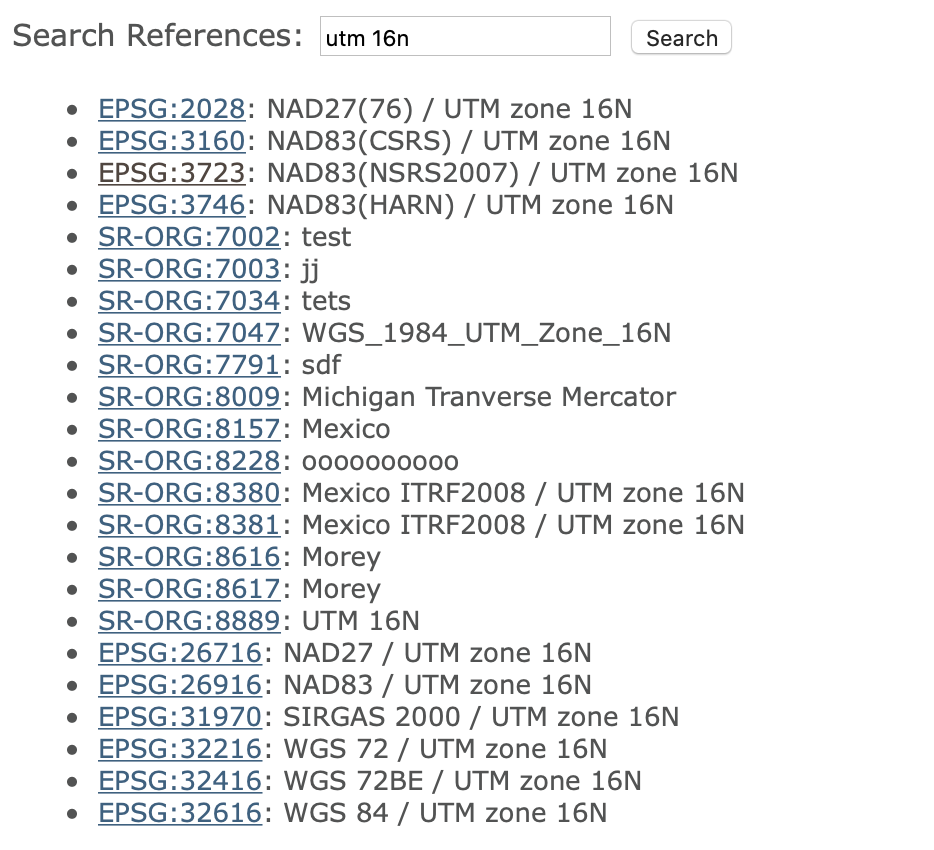 Search References: utm 16n Search
• EPSG:2028: NAD27(76) / UTM zone 16N
• EPSG:3160: NAD83(CSRS) / UTM zone 16N
• EPSG:3723: NAD83(NSRS2007) / UTM zone 16N
• EPSG:3746: NAD83(HARN) / UTM zone 16N
• SR-ORG:7002: test
• SR-ORG:7003: jj
• SR-ORG:7034: tets
• SR-ORG:7047: WGS_1984_UTM_Zone_16N
• SR-ORG:7791: sdf
• SR-ORG:8009: Michigan Tranverse Mercator
• SR-ORG:8157: Mexico
• SR-ORG:8228: oooooooooo
• SR-ORG:8380: Mexico ITRF2008 / UTM zone 16N
• SR-ORG:8381: Mexico ITRF2008 / UTM zone 16N
• SR-ORG:8616: Morey
• SR-ORG:8617: Morey
• SR-ORG:8889: UTM 16N
• EPSG:26716: NAD27 / UTM zone 16N
• EPSG:26916: NAD83 / UTM zone 16N
• EPSG:31970: SIRGAS 2000 / UTM zone 16N
• EPSG:32216: WGS 72 / UTM zone 16N
• EPSG:32416: WGS 72BE / UTM zone 16N
• EPSG:32616: WGS 84 / UTM zone 16N